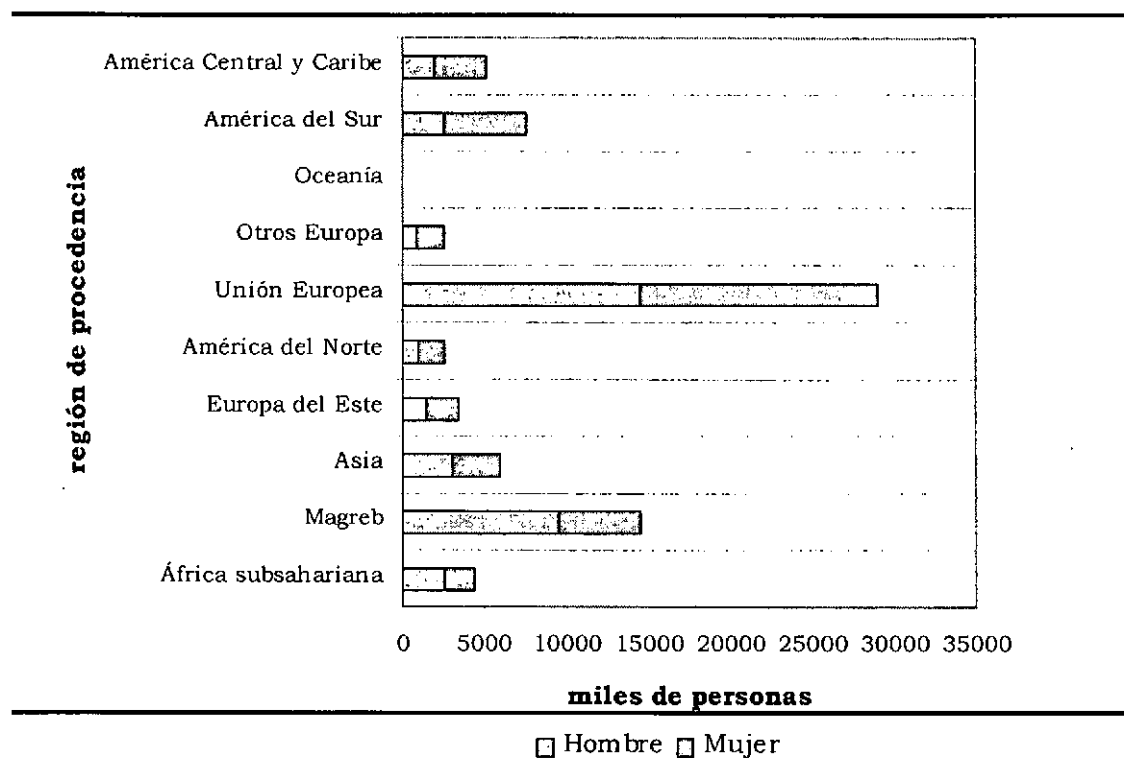 América Central y Caribe
América del Sur
Oceanía
Otros Europa
Unión Europea
América del Norte
Europa del Este
Asia
Magreb
África subsahariana
región de procedencia
0 5000 10000 15000 20000 25000 30000 35000
miles de personas
Hombre Mujer